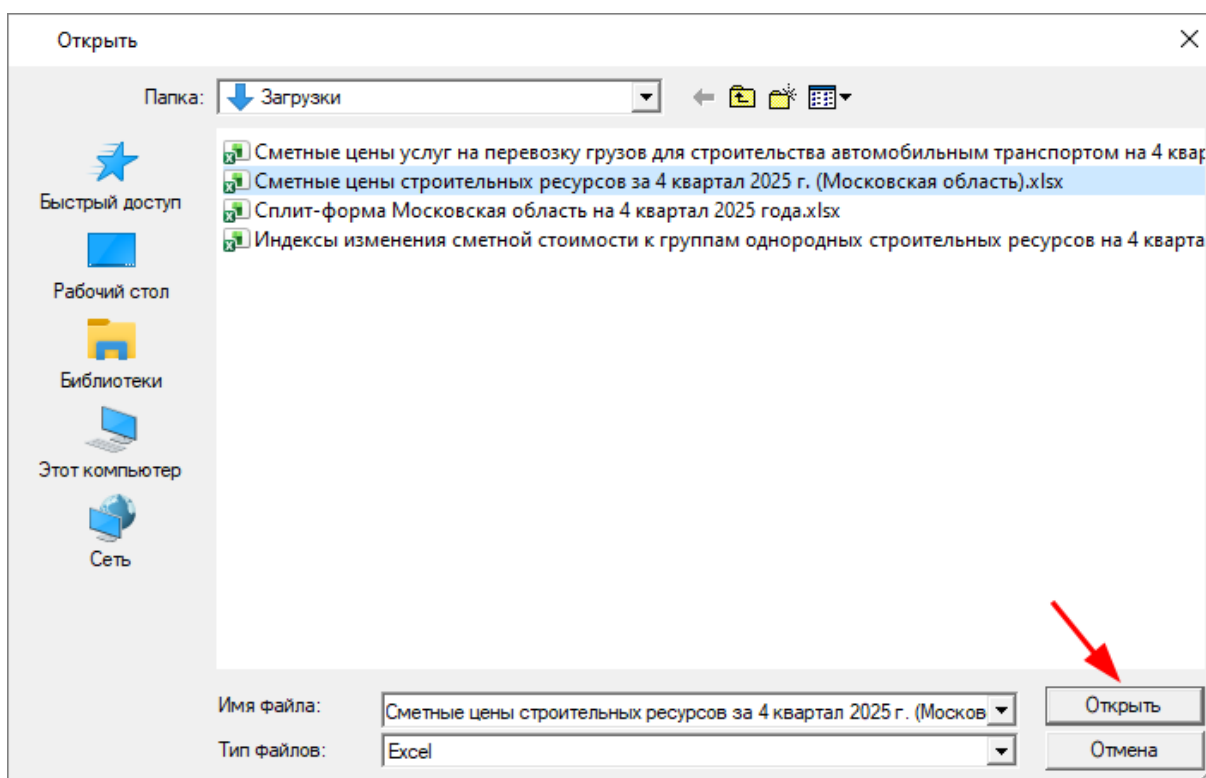 Открыть
Папка: Загрузки
Быстрый доступ
Рабочий стол
Библиотеки
Этот компьютер
Сеть
Сметные цены услуг на перевозку грузов для строительства автомобильным транспортом на 4 квар
Сметные цены строительных ресурсов за 4 квартал 2025 г. (Московская область).xlsx
Сплит-форма Московская область на 4 квартал 2025 года.xlsx
Индексы изменения сметной стоимости к группам однородных строительных ресурсов на 4 кварта
Имя файла: Сметные цены строительных ресурсов за 4 квартал 2025 г. (Москов Открыть
Тип файлов: Excel Отмена